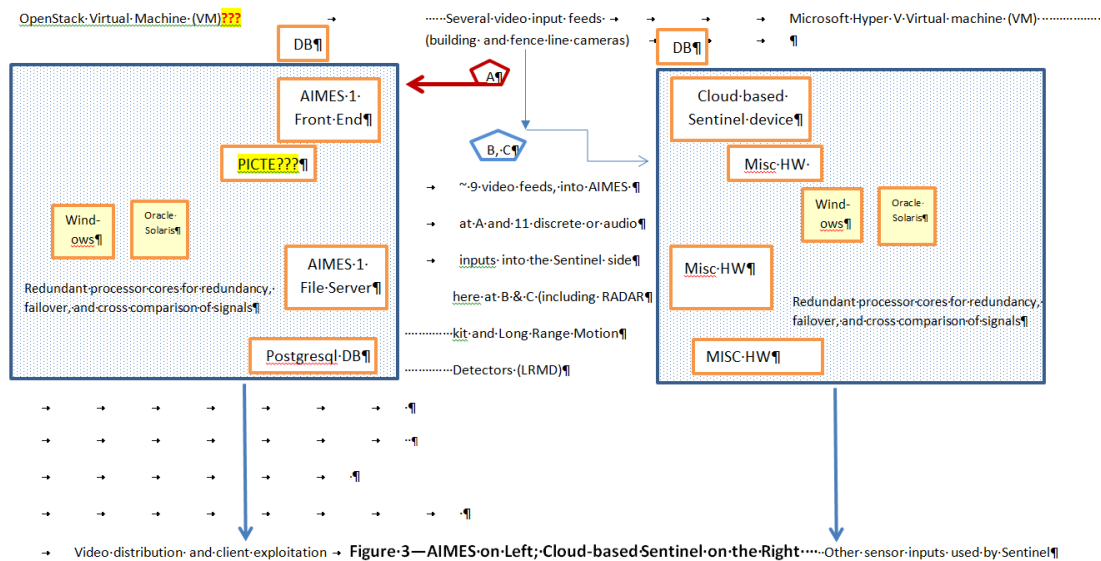 OpenStack Virtual Machine (VM)???
Several video input feeds
Microsoft Hyper V Virtual machine (VM)
(building and fence line cameras)
DB
DB
A
AIMES 1
Front End
Cloud based
Sentinel device
B, C
PICTE???
Misc HW
~ 9 video feeds, into AIMES
at A and 11 discrete or audio
inputs into the Sentinel side
here at B & C (including RADAR
kit and Long Range Motion
Detectors (LRMD)
Wind-
ows
Oracle
Solaris
Wind-
ows
Oracle
Solaris
AIMES 1
File Server
Misc HW
Redundant processor cores for redundancy,
failover, and cross comparison of signals
Redundant processor cores for redundancy,
failover, and cross comparison of signals
Postgresql DB
MISC HW
Video distribution and client exploitation
Figure 3—AIMES on Left; Cloud-based Sentinel on the Right
Other sensor inputs used by Sentinel